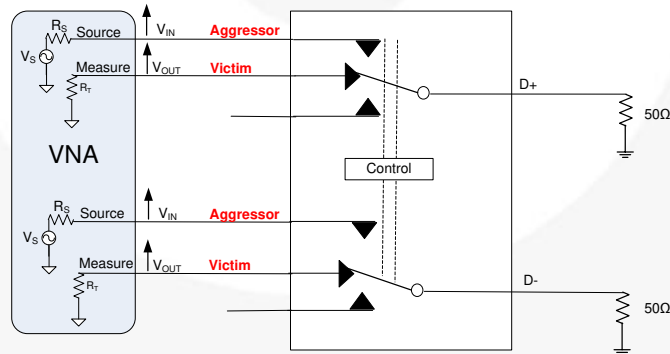 RS Source VIN Aggressor
VS
Measure VOUT Victim
RT
D+
50Ω
VNA
Control
RS Source VIN Aggressor
VS
Measure VOUT Victim
RT
D-
50Ω